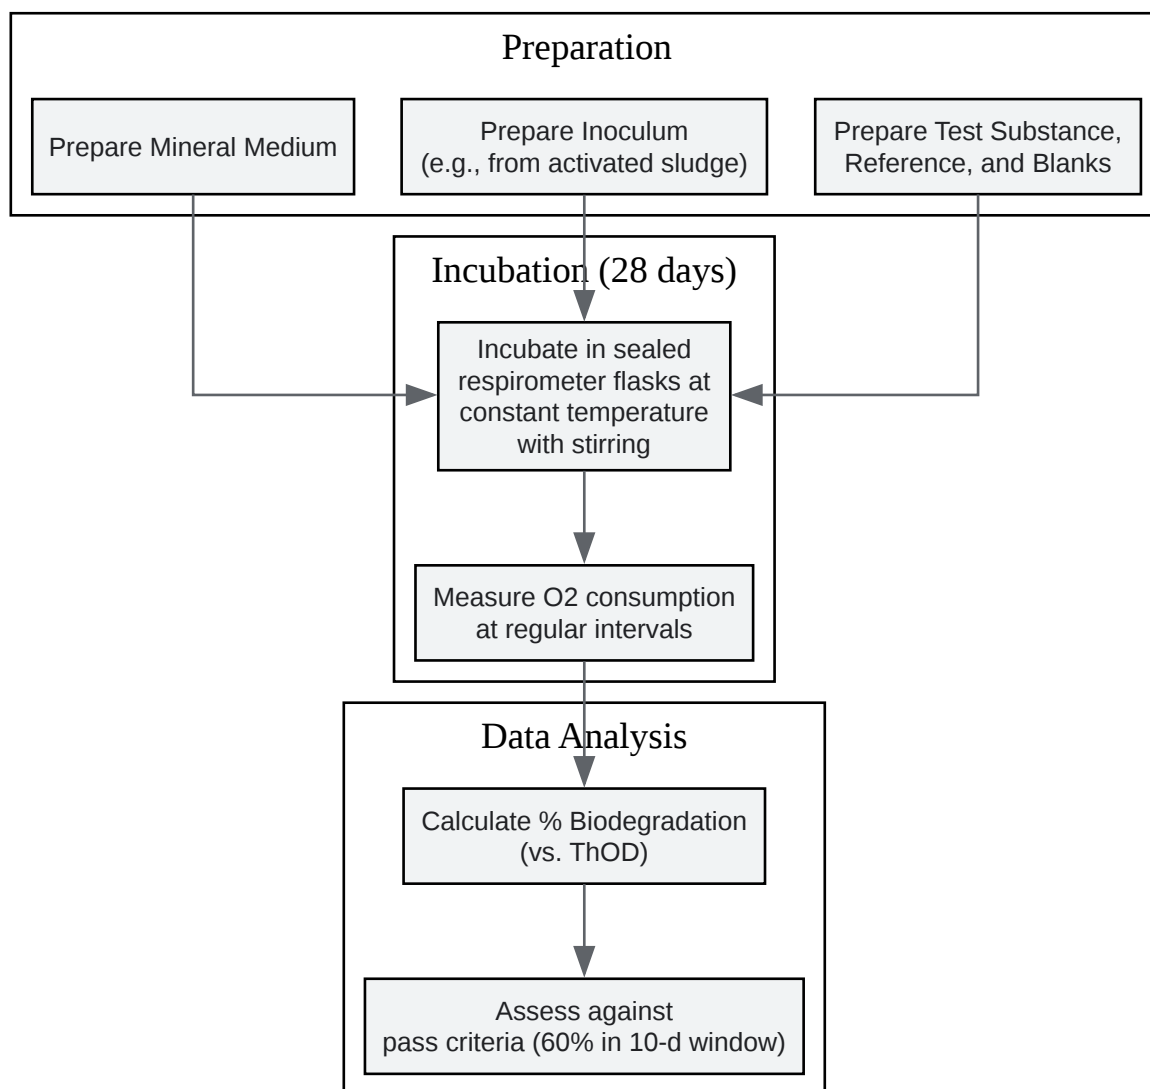 Preparation
Prepare Mineral Medium
Prepare Inoculum
(e.g., from activated sludge)
Prepare Test Substance,
Reference, and Blanks
Incubation (28 days)
Incubate in sealed
respirometer flasks at
constant temperature
with stirring
Measure O2 consumption
at regular intervals
Data Analysis
Calculate % Biodegradation
(vs. ThOD)
Assess against
pass criteria (60% in 10-d window)